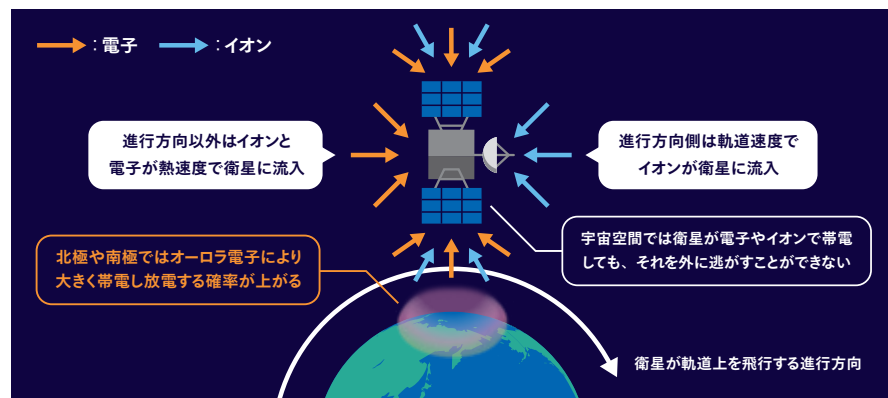 ：電子　：イオン
進行方向以外はイオンと
電子が熱速度で衛星に流入
進行方向側は軌道速度で
イオンが衛星に流入
北極や南極ではオーロラ電子により
大きく帯電し放電する確率が上がる
宇宙空間では衛星が電子やイオンで帯電
しても、それを外に逃がすことができない
衛星が軌道上を飛行する進行方向